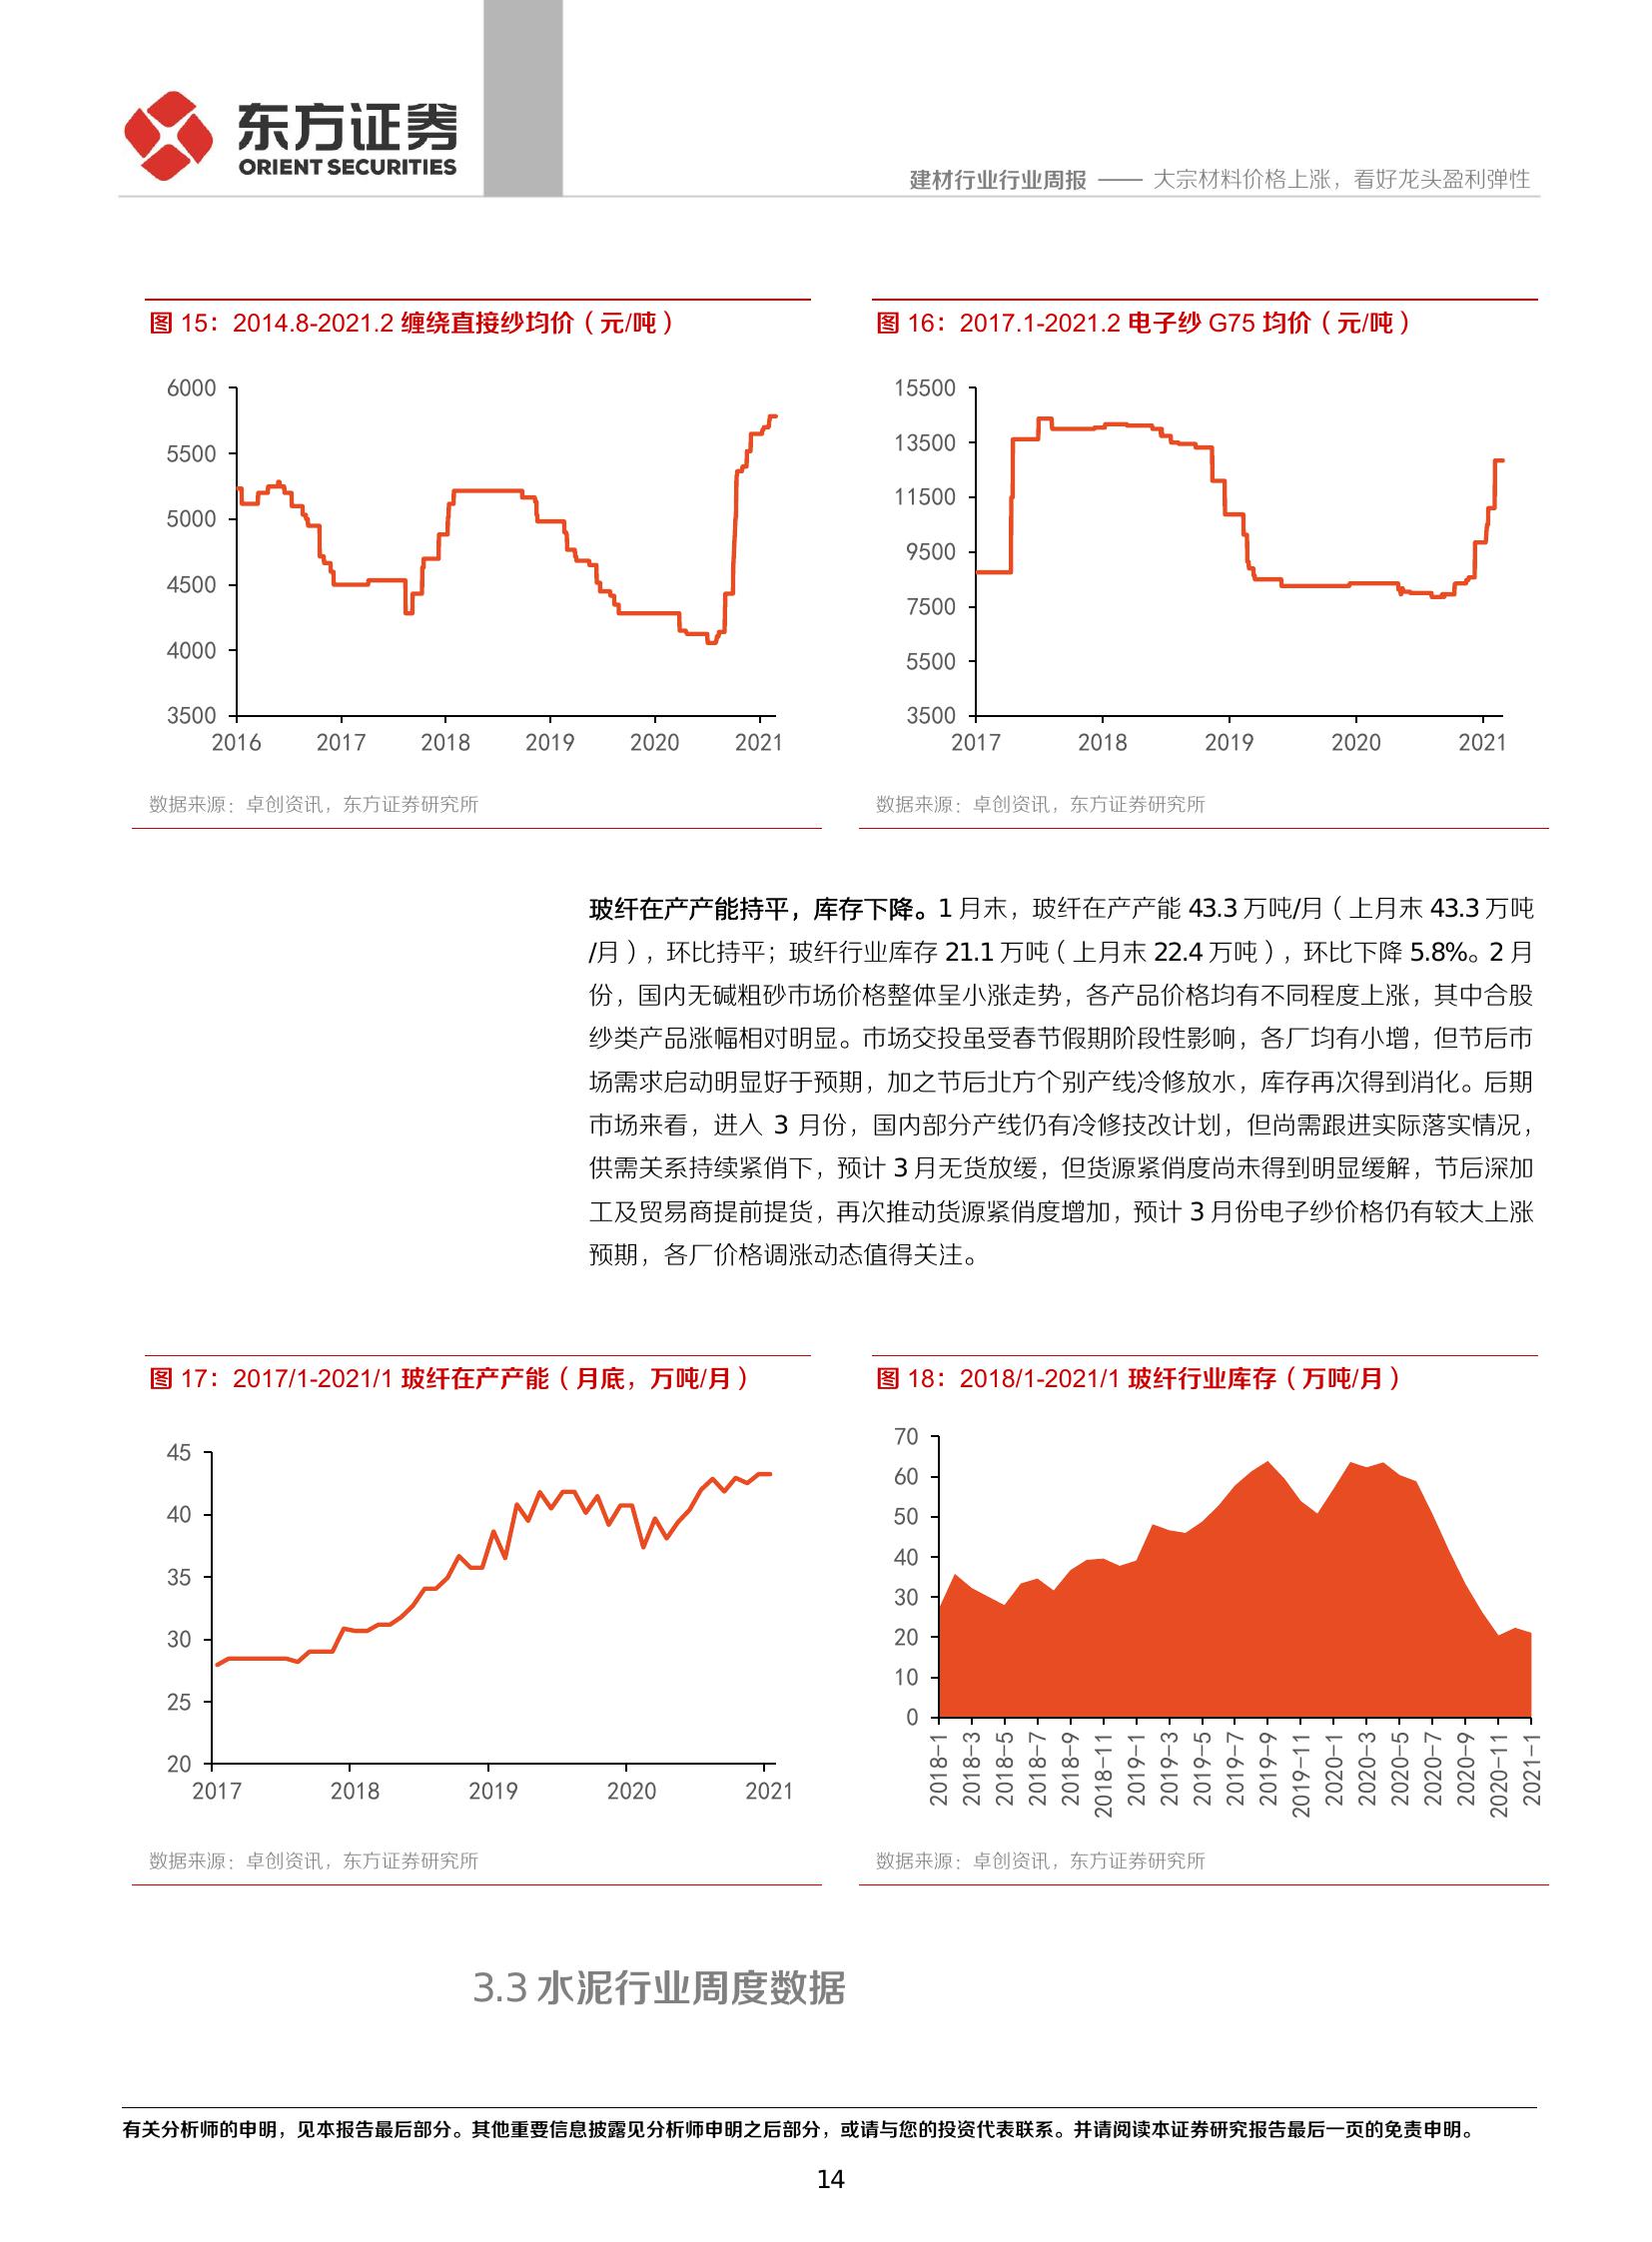 东方证券
ORIENT SECURITIES
建材行业行业周报 —— 大宗材料价格上涨，看好龙头盈利弹性
图 15：2014.8-2021.2 缠绕直接纱均价（元/吨）
6000
5500
5000
4500
4000
3500
2016 2017 2018 2019 2020 2021
数据来源：卓创资讯，东方证券研究所
图 16：2017.1-2021.2 电子纱 G75 均价（元/吨）
15500
13500
11500
9500
7500
5500
3500
2017 2018 2019 2020 2021
数据来源：卓创资讯，东方证券研究所
玻纤在产产能持平，库存下降。1 月末，玻纤在产产能 43.3 万吨/月（上月末 43.3 万吨
/月），环比持平；玻纤行业库存 21.1 万吨（上月末 22.4 万吨），环比下降 5.8%。2 月
份，国内无碱粗砂市场价格整体呈小涨走势，各产品价格均有不同程度上涨，其中合股
纱类产品涨幅相对明显。市场交投虽受春节假期阶段性影响，各厂均有小增，但节后市
场需求启动明显好于预期，加之节后北方个别产线冷修放水，库存再次得到消化。后期
市场来看，进入 3 月份，国内部分产线仍有冷修技改计划，但尚需跟进实际落实情况，
供需关系持续紧俏下，预计 3 月无货放缓，但货源紧俏度尚未得到明显缓解，节后深加
工及贸易商提前提货，再次推动货源紧俏度增加，预计 3 月份电子纱价格仍有较大上涨
预期，各厂价格调涨动态值得关注。
图 17：2017/1-2021/1 玻纤在产产能（月底，万吨/月）
45
40
35
30
25
20
2017 2018 2019 2020 2021
数据来源：卓创资讯，东方证券研究所
图 18：2018/1-2021/1 玻纤行业库存（万吨/月）
70
60
50
40
30
20
10
0
2018-1 2018-3 2018-5 2018-7 2018-9 2018-11 2019-1 2019-3 2019-5 2019-7 2019-9 2019-11 2020-1 2020-3 2020-5 2020-7 2020-9 2020-11 2021-1
数据来源：卓创资讯，东方证券研究所
3.3 水泥行业周度数据
有关分析师的申明，见本报告最后部分。其他重要信息披露见分析师申明之后部分，或请与您的投资代表联系。并请阅读本证券研究报告最后一页的免责申明。
14